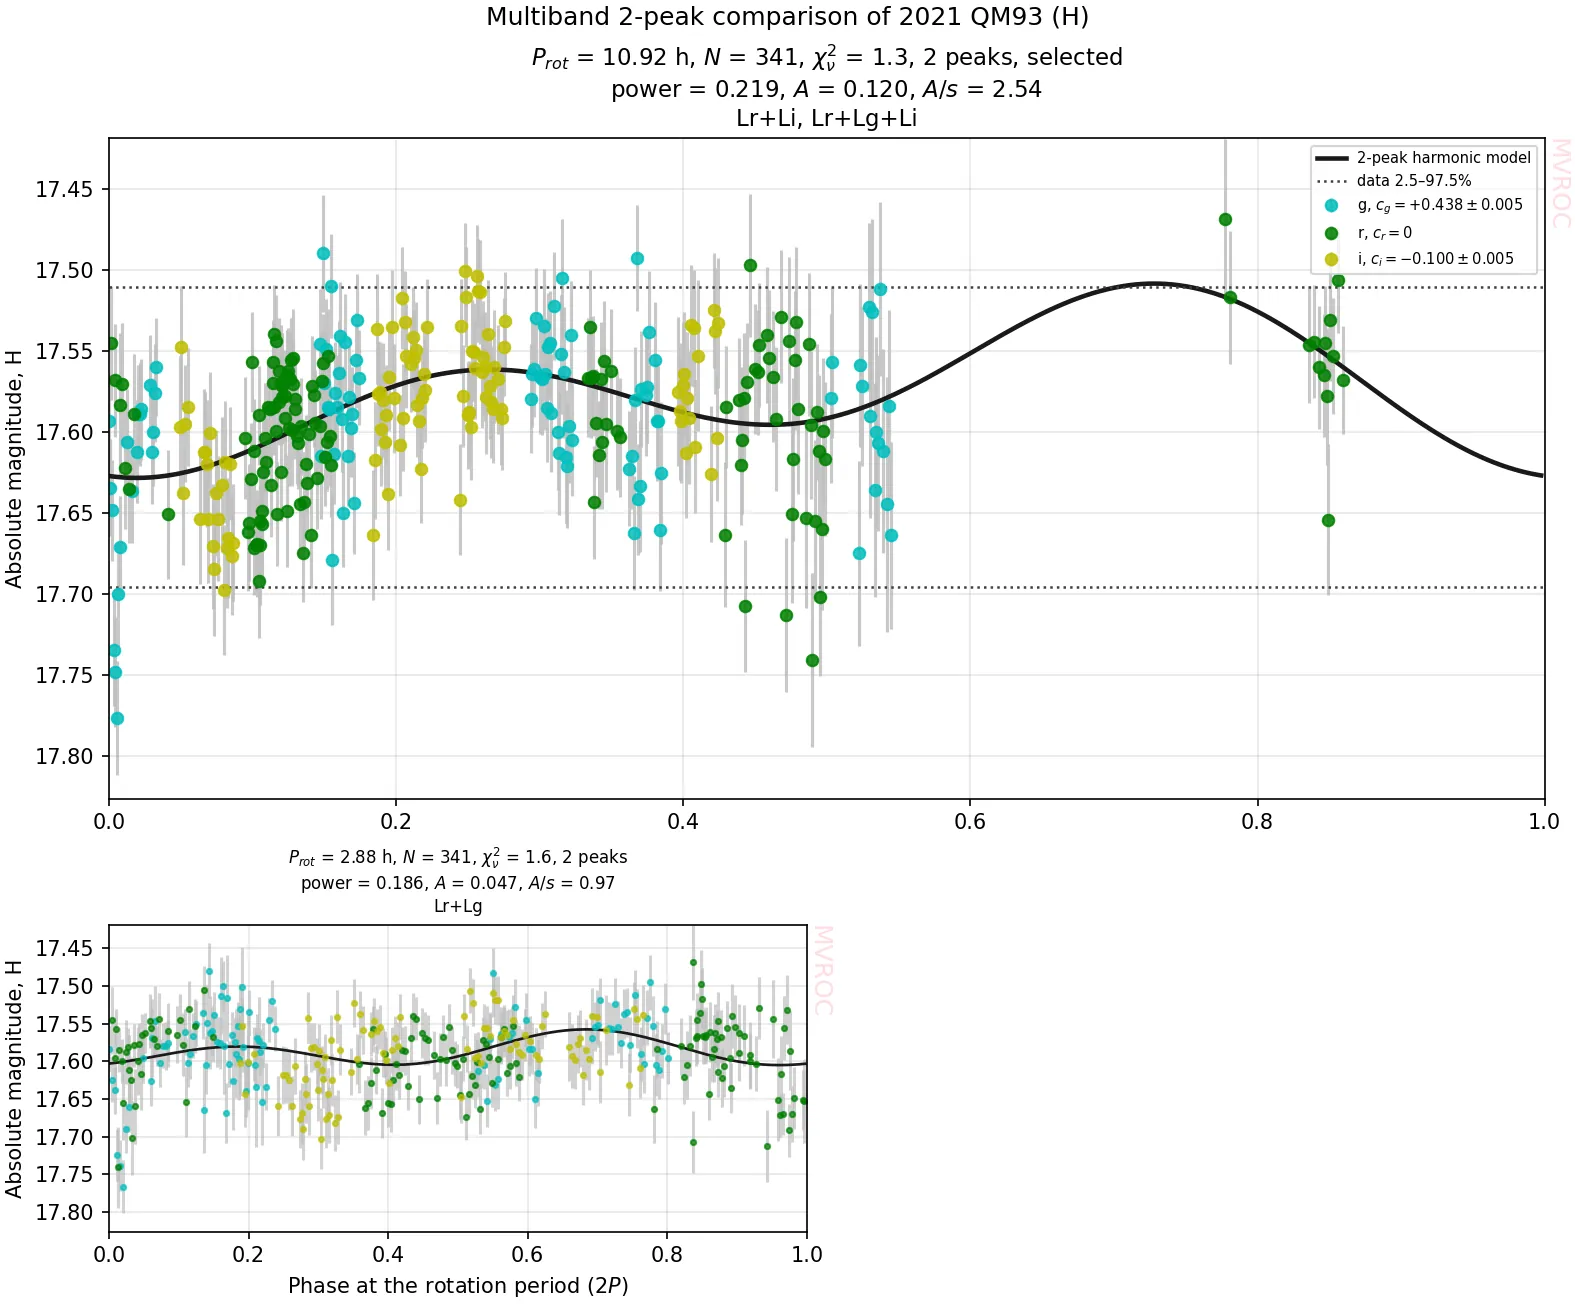 Multiband 2-peak comparison of 2021 QM93 (H)
P_rot = 10.92 h, N = 341, χ²_ν = 1.3, 2 peaks, selected
power = 0.219, A = 0.120, A/s = 2.54
Lr+Li, Lr+Lg+Li
MVROC
2-peak harmonic model
data 2.5–97.5%
g, c_g = +0.438 ± 0.005
r, c_r = 0
i, c_i = −0.100 ± 0.005
Absolute magnitude, H
17.45
17.50
17.55
17.60
17.65
17.70
17.75
17.80
0.0 0.2 0.4 0.6 0.8 1.0
P_rot = 2.88 h, N = 341, χ²_ν = 1.6, 2 peaks
power = 0.186, A = 0.047, A/s = 0.97
Lr+Lg
MVROC
Absolute magnitude, H
17.45
17.50
17.55
17.60
17.65
17.70
17.75
17.80
0.0 0.2 0.4 0.6 0.8 1.0
Phase at the rotation period (2P)